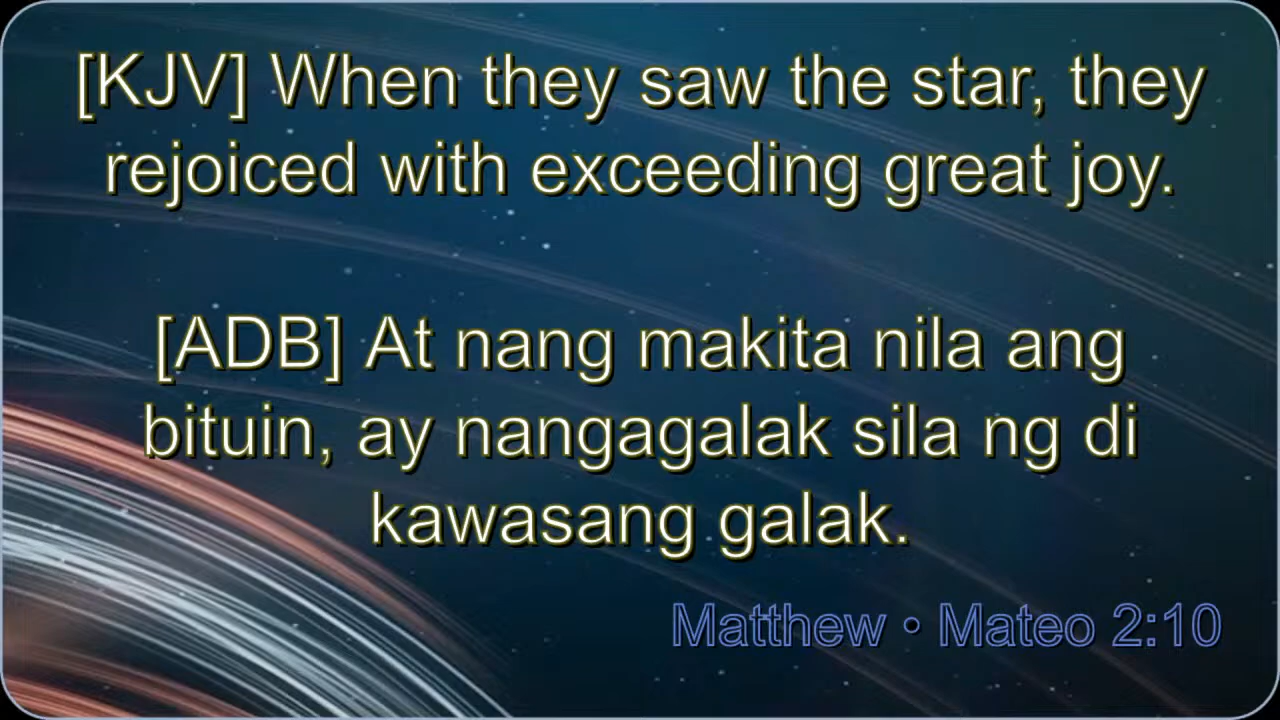 [KJV] When they saw the star, they
rejoiced with exceeding great joy.
[ADB] At nang makita nila ang
bituin, ay nangagalak sila ng di
kawasang galak.
Matthew • Mateo 2:10